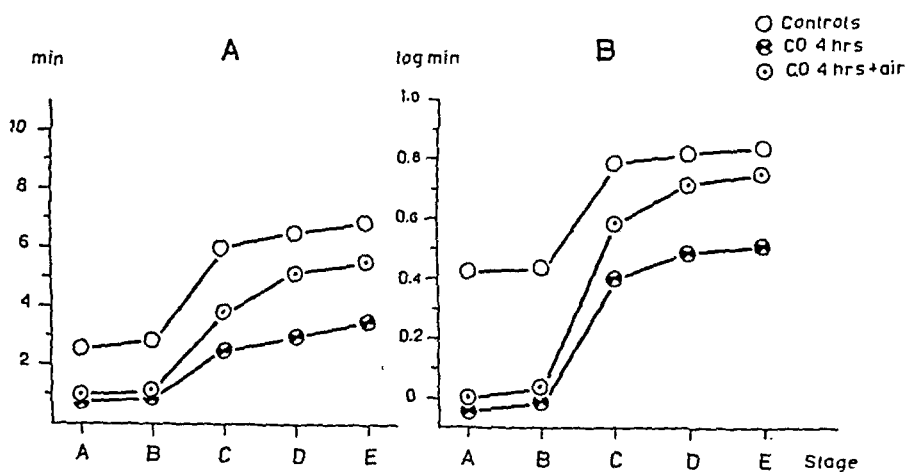 A
min
10
8
6
4
2
A B C D E
B
log min
1.0
0.8
0.6
0.4
0.2
0
A B C D E Stage
Controls
CO 4 hrs
CO 4 hrs + air